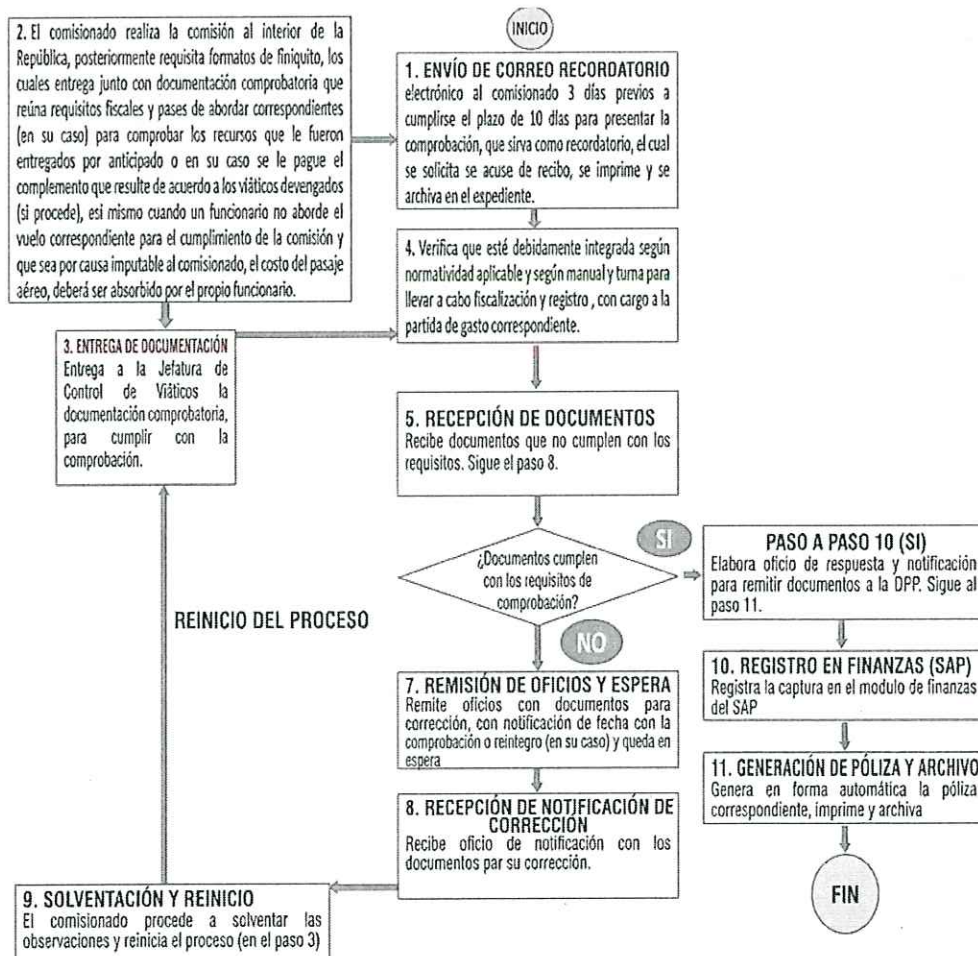 INICIO
2. El comisionado realiza la comisión al interior de la
República, posteriormente requisita formatos de finiquito, los
cuales entrega junto con documentación comprobatoria que
reúna requisitos fiscales y pases de abordar correspondientes
(en su caso) para comprobar los recursos que le fueron
entregados por anticipado o en su caso se le pague el
complemento que resulte de acuerdo a los viáticos devengados
(si procede), esi mismo cuando un funcionario no aborde el
vuelo correspondiente para el cumplimiento de la comisión y
que sea por causa imputable al comisionado, el costo del pasaje
aéreo, deberá ser absorbido por el propio funcionario.
1. ENVÍO DE CORREO RECORDATORIO
electrónico al comisionado 3 días previos a
cumplirse el plazo de 10 días para presentar la
comprobación, que sirva como recordatorio, el cual
se solicita se acuse de recibo, se imprime y se
archiva en el expediente.
4. Verifica que esté debidamente integrada según
normatividad aplicable y según manual y turna para
llevar a cabo fiscalización y registro , con cargo a la
partida de gasto correspondiente.
3. ENTREGA DE DOCUMENTACIÓN
Entrega a la Jefatura de
Control de Viáticos la
documentación comprobatoria,
para cumplir con la
comprobación.
5. RECEPCIÓN DE DOCUMENTOS
Recibe documentos que no cumplen con los
requisitos. Sigue el paso 8.
¿Documentos cumplen
con los requisitos de
comprobación?
SI
PASO A PASO 10 (SI)
Elabora oficio de respuesta y notificación
para remitir documentos a la DPP. Sigue al
paso 11.
REINICIO DEL PROCESO
NO
7. REMISIÓN DE OFICIOS Y ESPERA
Remite oficios con documentos para
corrección, con notificación de fecha con la
comprobación o reintegro (en su caso) y queda en
espera
10. REGISTRO EN FINANZAS (SAP)
Registra la captura en el modulo de finanzas
del SAP
8. RECEPCIÓN DE NOTIFICACIÓN DE
CORRECCIÓN
Recibe oficio de notificación con los
documentos par su corrección.
11. GENERACIÓN DE PÓLIZA Y ARCHIVO
Genera en forma automática la póliza
correspondiente, imprime y archiva
9. SOLVENTACIÓN Y REINICIO
El comisionado procede a solventar las
observaciones y reinicia el proceso (en el paso 3)
FIN